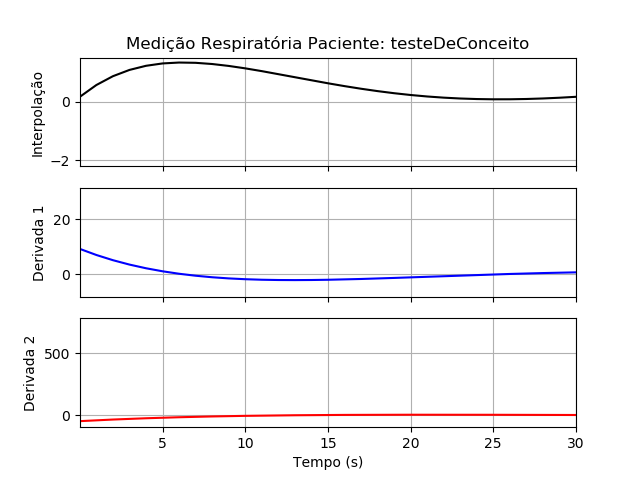 Medição Respiratória Paciente: testeDeConceito
Interpolação
0
−2
Derivada 1
20
0
Derivada 2
500
0
5 10 15 20 25 30
Tempo (s)